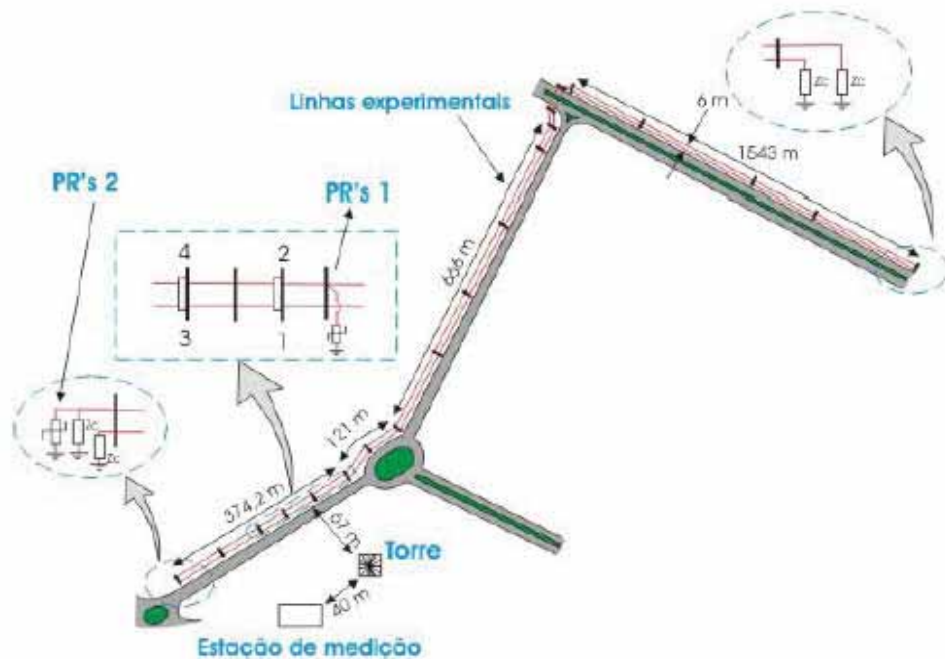 Linhas experimentais
6 m
1543 m
Zc
Zc
PR's 2
PR's 1
4
2
3
1
666 m
121 m
374,2 m
67 m
Torre
40 m
Zc
Zc
Estação de medição